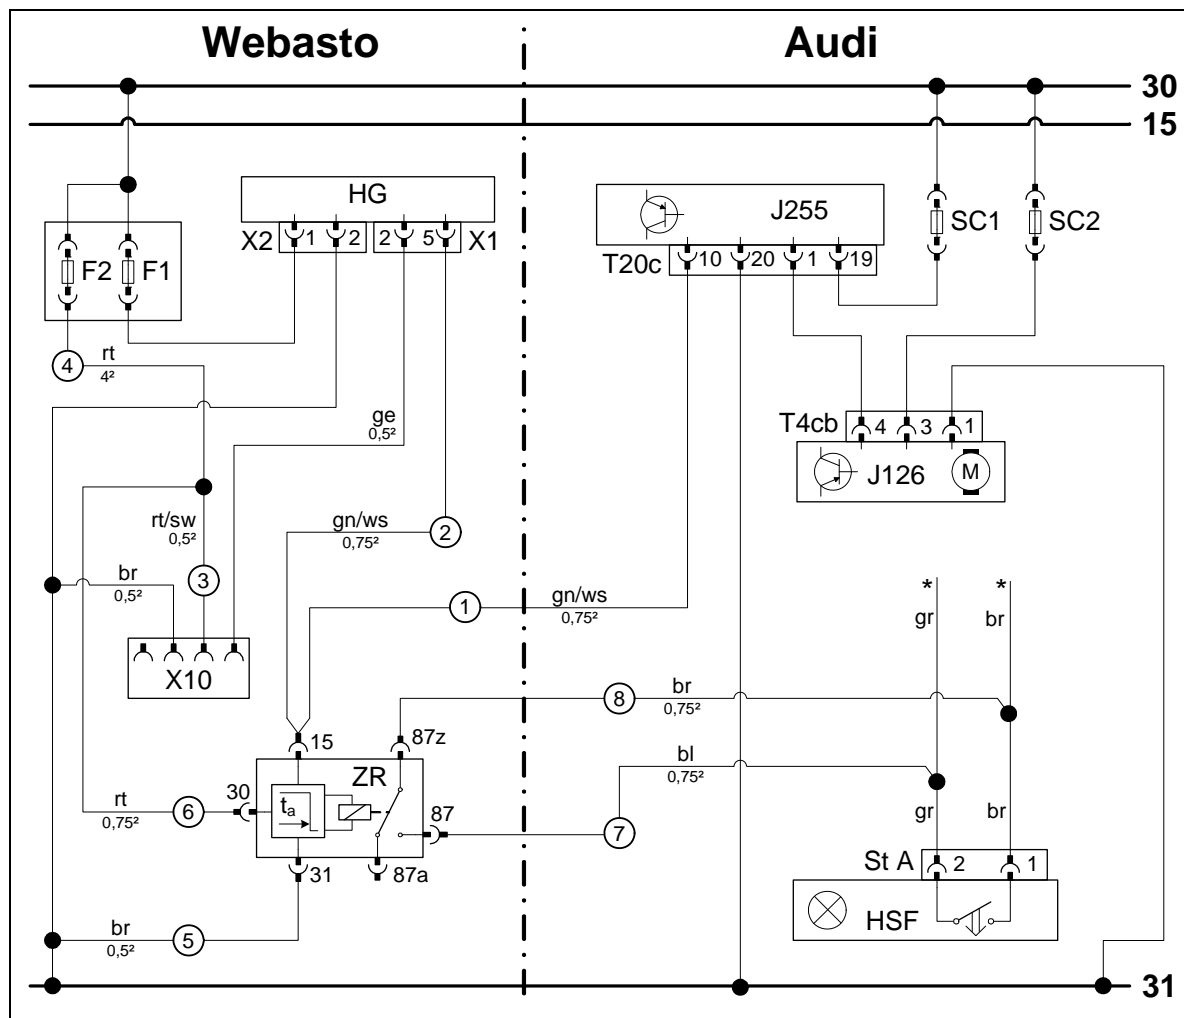 Webasto Audi
30
15
HG
J255
SC1 SC2
X2 1 2 2 5 X1
T20c 10 20 1 19
F2 F1
4 rt
4²
ge
0,5²
T4cb 4 3 1
J126 M
rt/sw
0,5²
gn/ws
0,75²
2
br
0,5²
3
1
gn/ws
0,75²
* *
gr br
X10
8 br
0,75²
15 87z
bl
0,75²
ZR
30
tₐ
rt
0,75²
6
87
7
gr br
31 87a
St A 2 1
HSF
br
0,5²
5
31